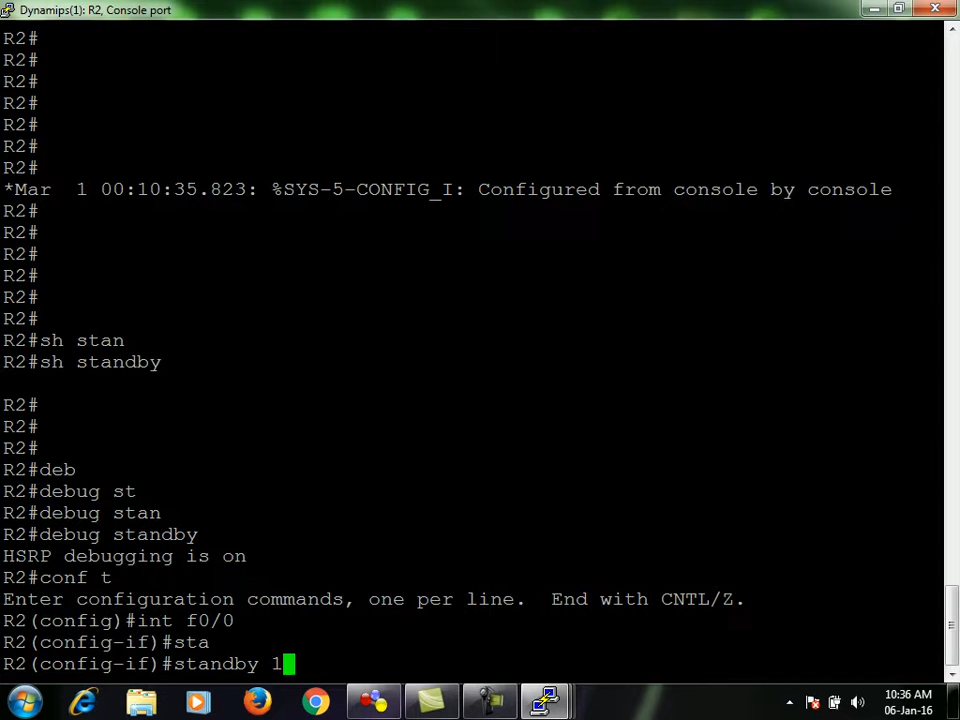 Dynamips(1): R2, Console port
R2#
R2#
R2#
R2#
R2#
R2#
R2#
*Mar  1 00:10:35.823: %SYS-5-CONFIG_I: Configured from console by console
R2#
R2#
R2#
R2#
R2#
R2#
R2#sh stan
R2#sh standby

R2#
R2#
R2#
R2#deb
R2#debug st
R2#debug stan
R2#debug standby
HSRP debugging is on
R2#conf t
Enter configuration commands, one per line.  End with CNTL/Z.
R2(config)#int f0/0
R2(config-if)#sta
R2(config-if)#standby 1
10:36 AM
06-Jan-16